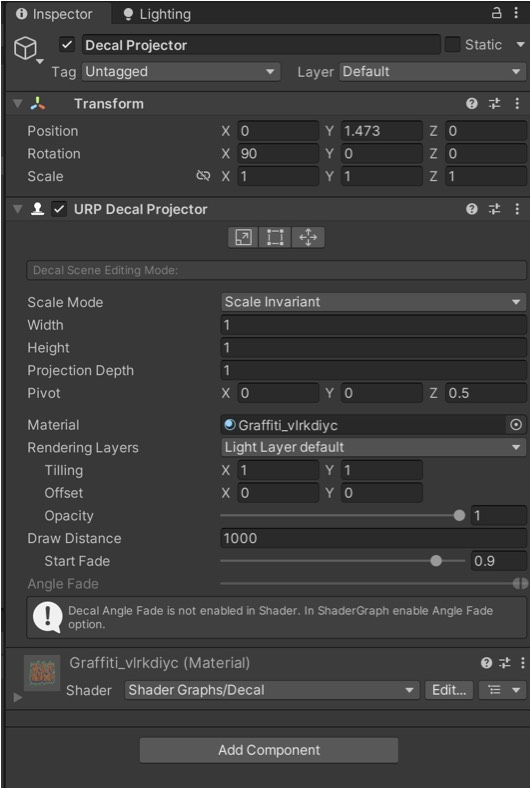 Inspector Lighting
Decal Projector Static
Tag Untagged Layer Default
Transform
Position X 0 Y 1.473 Z 0
Rotation X 90 Y 0 Z 0
Scale X 1 Y 1 Z 1
URP Decal Projector
Decal Scene Editing Mode:
Scale Mode Scale Invariant
Width 1
Height 1
Projection Depth 1
Pivot X 0 Y 0 Z 0.5
Material Graffiti_vlrkdiyc
Rendering Layers Light Layer default
Tilling X 1 Y 1
Offset X 0 Y 0
Opacity 1
Draw Distance 1000
Start Fade 0.9
Angle Fade
Decal Angle Fade is not enabled in Shader. In ShaderGraph enable Angle Fade
option.
Graffiti_vlrkdiyc (Material)
Shader Shader Graphs/Decal Edit...
Add Component